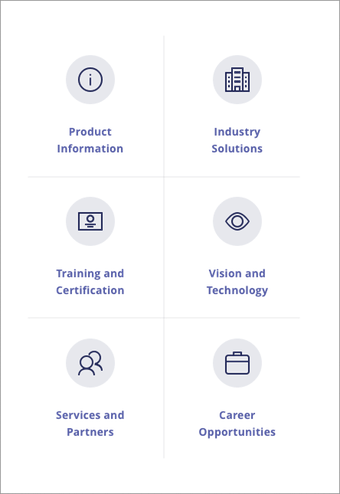 Product
Information
Industry
Solutions
Training and
Certification
Vision and
Technology
Services and
Partners
Career
Opportunities